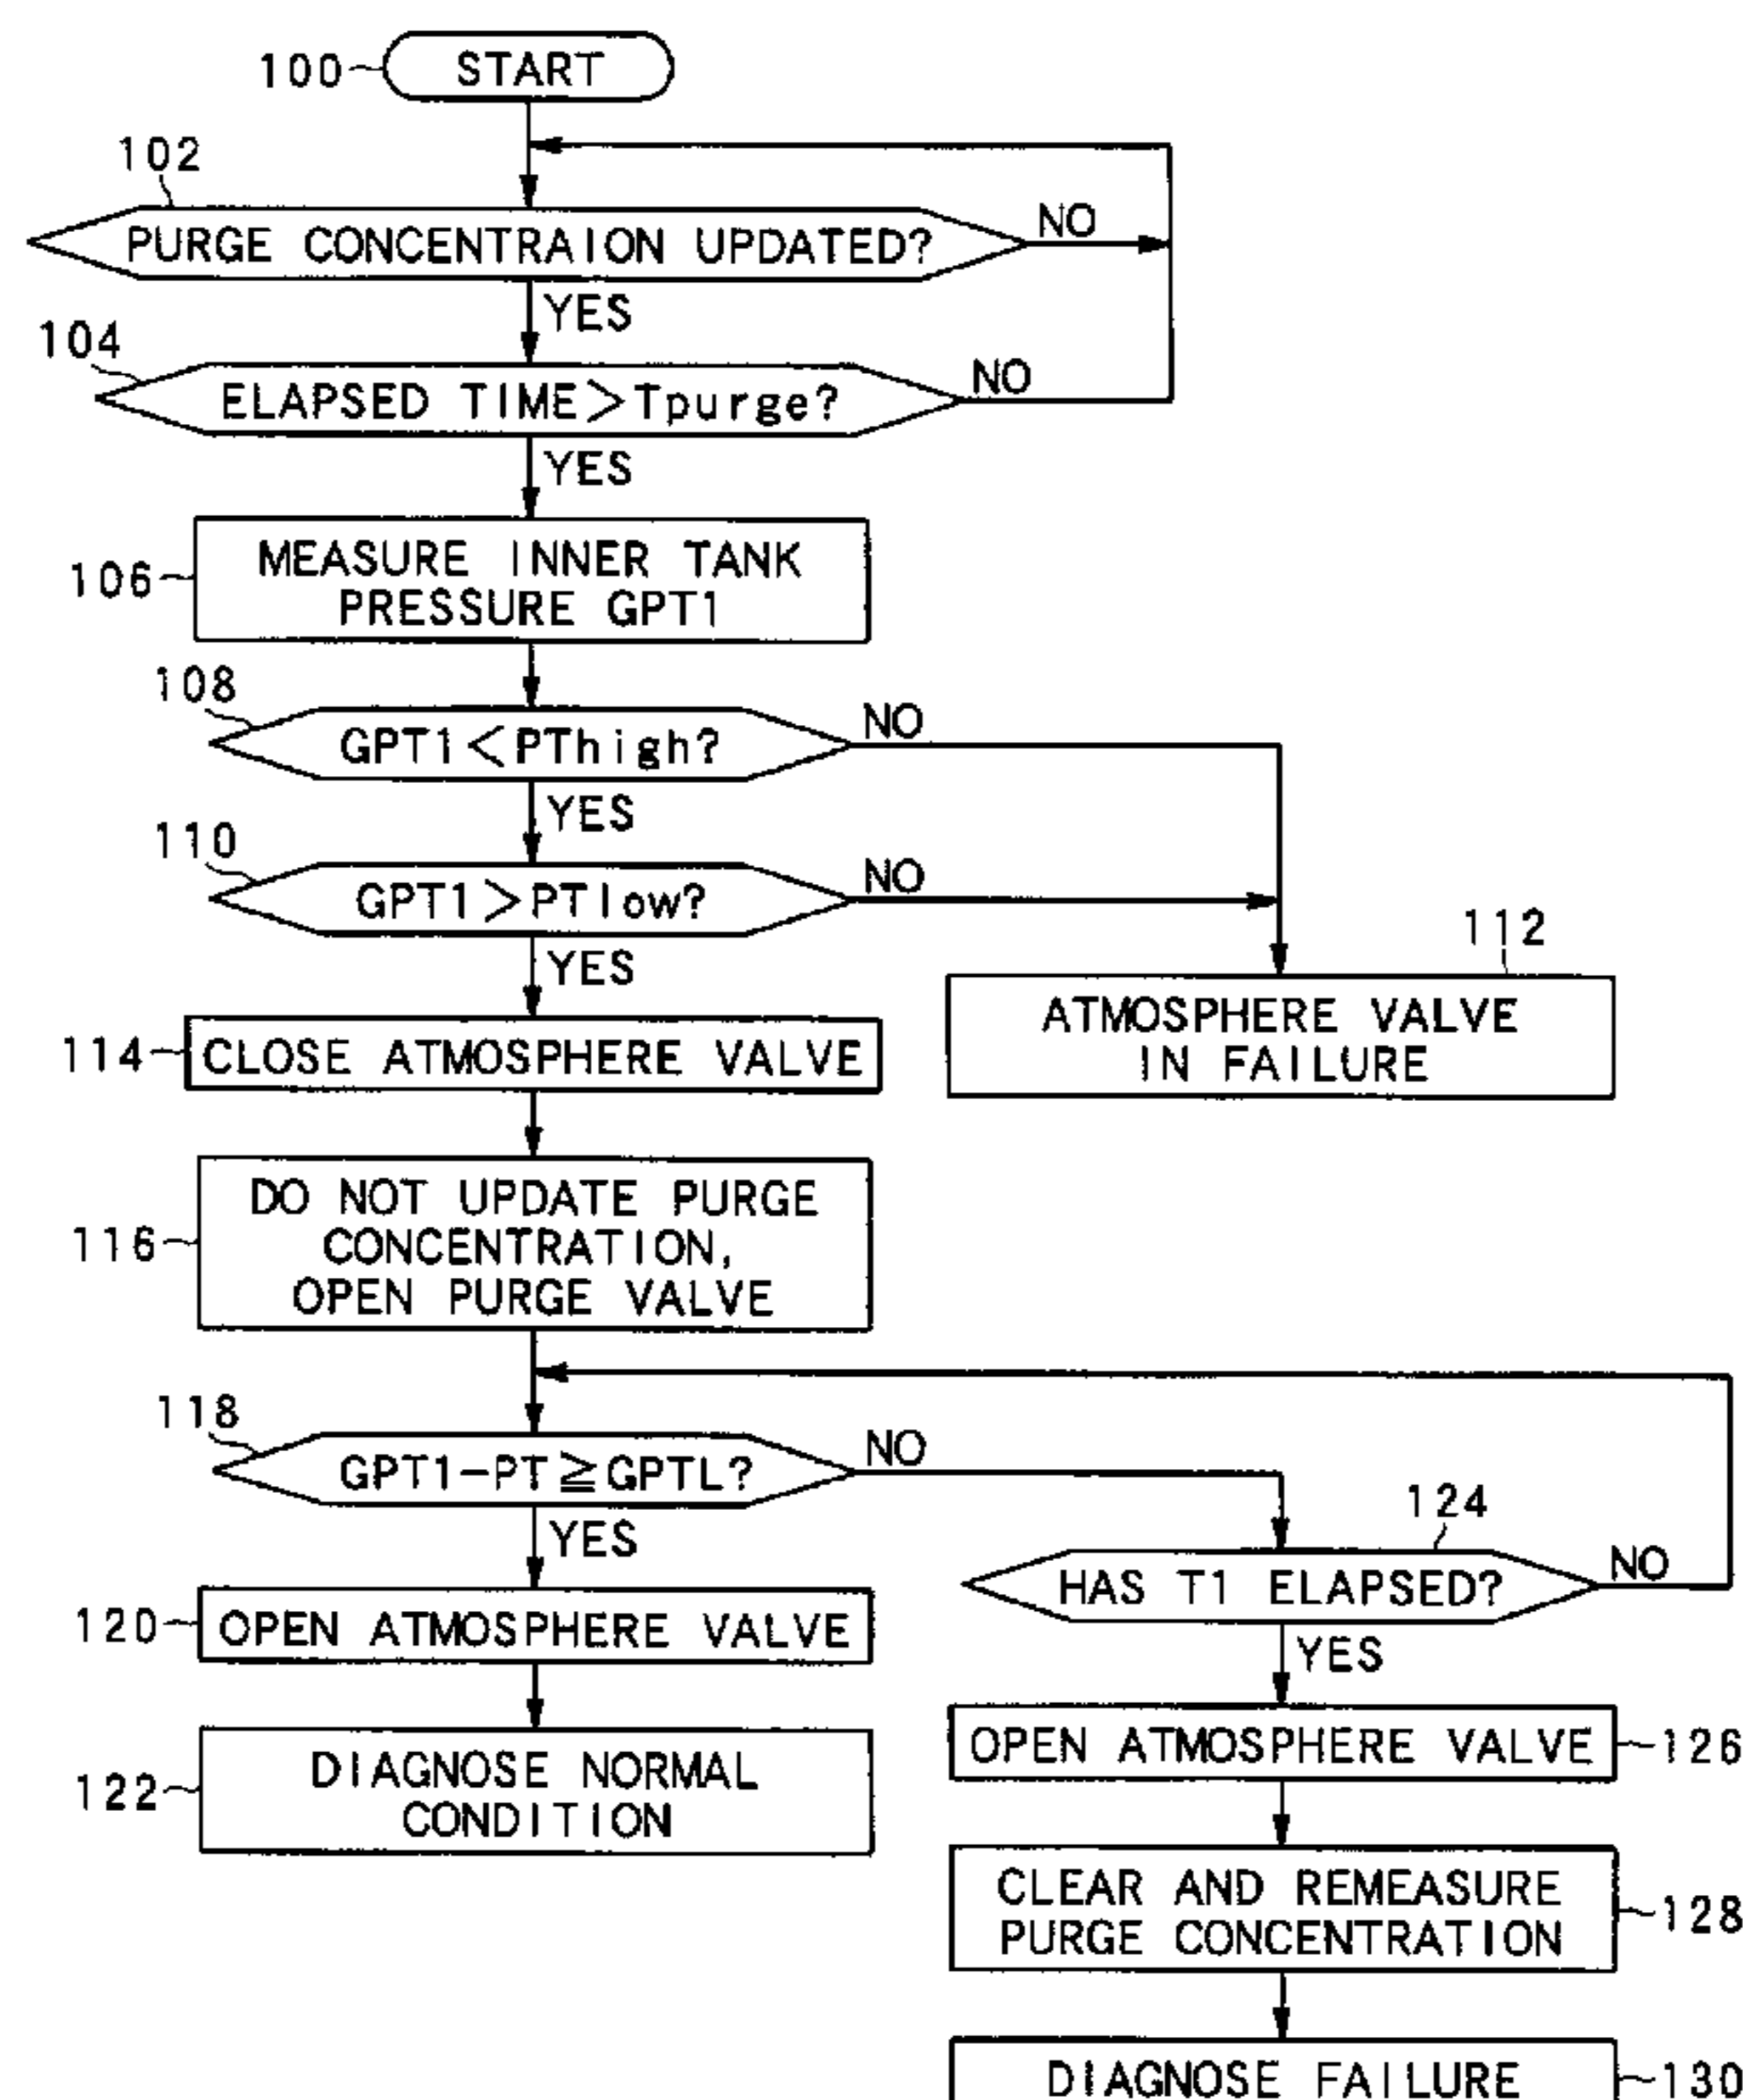 100
START
102
PURGE CONCENTRAION UPDATED?
NO
YES
104
ELAPSED TIME>Tpurge?
NO
YES
106
MEASURE INNER TANK
PRESSURE GPT1
108
GPT1<PThigh?
NO
YES
110
GPT1>PTlow?
NO
YES
112
ATMOSPHERE VALVE
IN FAILURE
114
CLOSE ATMOSPHERE VALVE
116
DO NOT UPDATE PURGE
CONCENTRATION,
OPEN PURGE VALVE
118
GPT1-PT≧GPTL?
NO
YES
124
HAS T1 ELAPSED?
NO
YES
120
OPEN ATMOSPHERE VALVE
122
DIAGNOSE NORMAL
CONDITION
OPEN ATMOSPHERE VALVE
126
CLEAR AND REMEASURE
PURGE CONCENTRATION
128
DIAGNOSE FAILURE
130